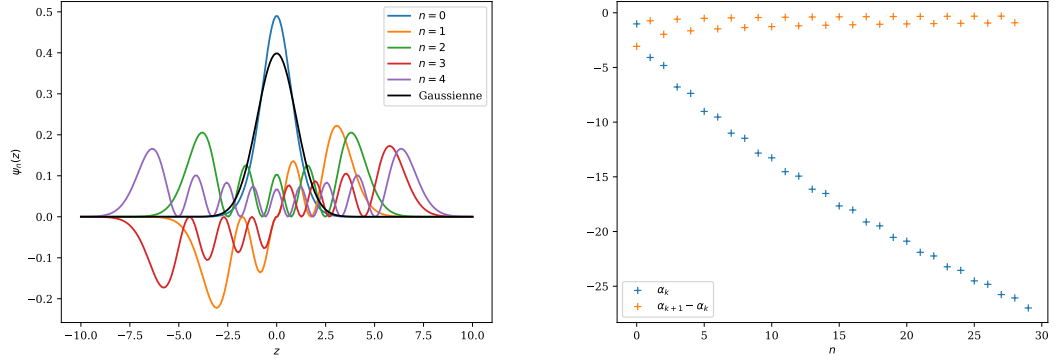 0.5
0.4
0.3
0.2
0.1
0.0
−0.1
−0.2
ψn(z)
n = 0
n = 1
n = 2
n = 3
n = 4
Gaussienne
−10.0 −7.5 −5.0 −2.5 0.0 2.5 5.0 7.5 10.0
z
0
−5
−10
−15
−20
−25
αk
αk+1 − αk
0 5 10 15 20 25 30
n